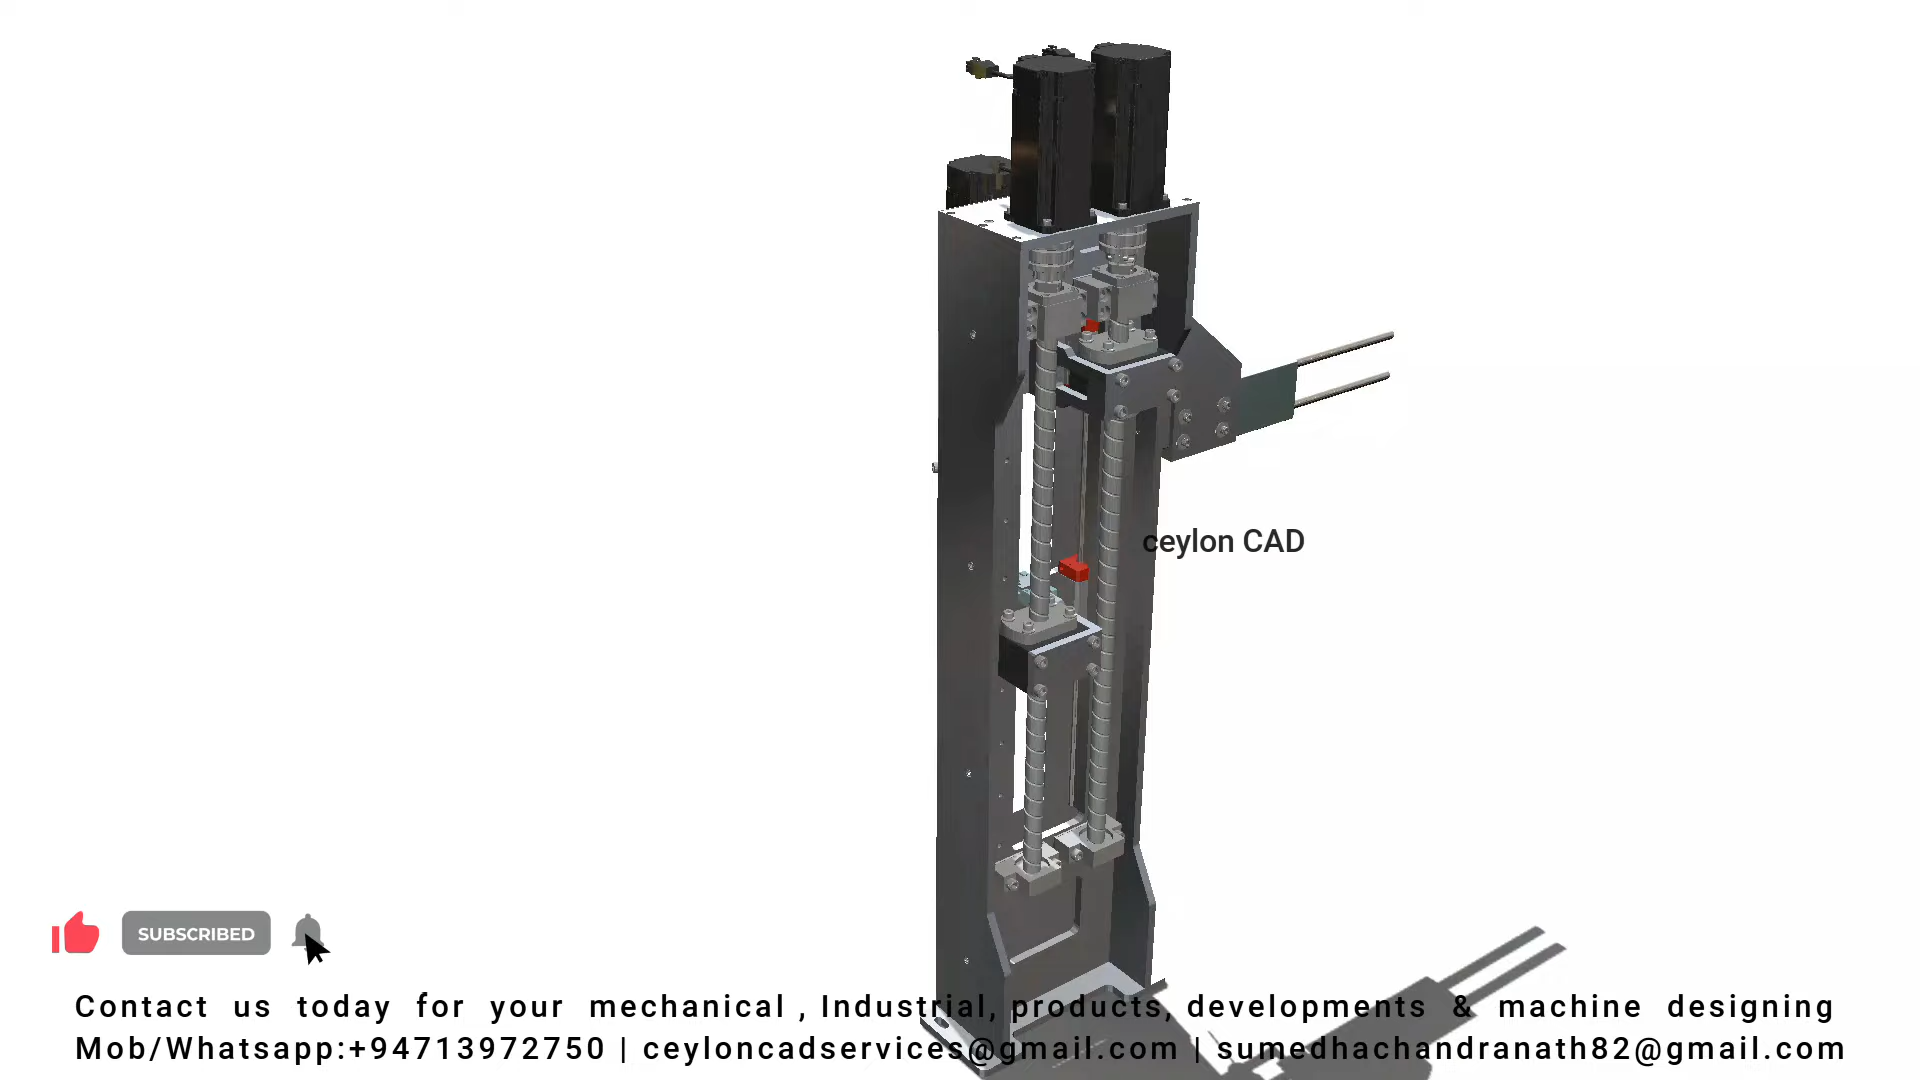 ceylon CAD
SUBSCRIBED
Contact us today for your mechanical , Industrial, products, developments & machine designing
Mob/Whatsapp:+94713972750 | ceyloncadservices@gmail.com | sumedhachandranath82@gmail.com